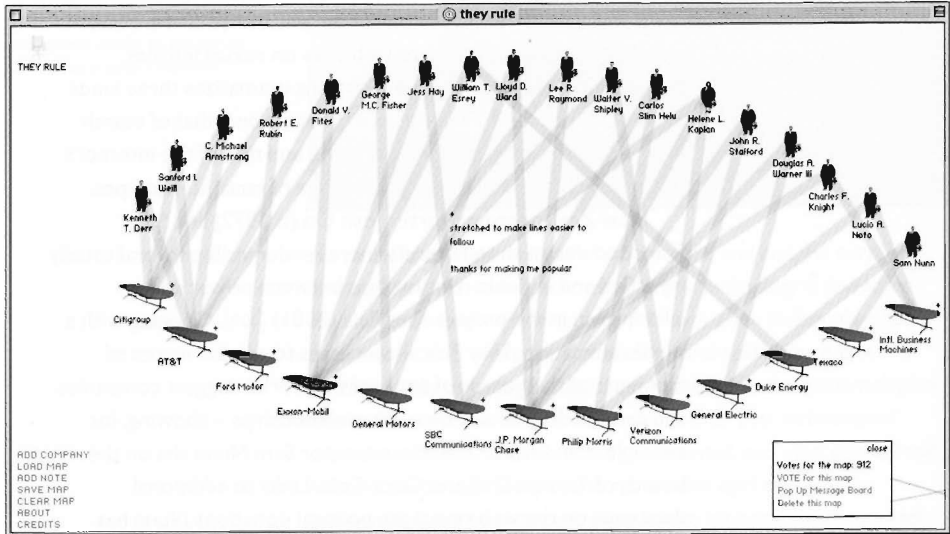 they rule
THEY RULE
Kenneth
T. Derr
Sanford I.
Weill
C. Michael
Armstrong
Robert E.
Rubin
Donald V.
Fites
George
M.C. Fisher
Jess Hay
William T.
Esrey
Lloyd D.
Ward
Lee R.
Raymond
Walter V.
Shipley
Carlos
Slim Helu
Helene L.
Kaplan
John R.
Stafford
Douglas A.
Warner III
Charles F.
Knight
Lucio A.
Noto
Sam Nunn
stretched to make lines easier to
follow
thanks for making me popular
Citigroup
AT&T
Ford Motor
Exxon-Mobil
General Motors
SBC
Communications
J.P. Morgan
Chase
Philip Morris
Verizon
Communications
General Electric
Duke Energy
Texaco
Intl. Business
Machines
ADD COMPANY
LOAD MAP
ADD NOTE
SAVE MAP
CLEAR MAP
ABOUT
CREDITS
close
Votes for the map: 912
VOTE for this map
Pop Up Message Board
Delete this map